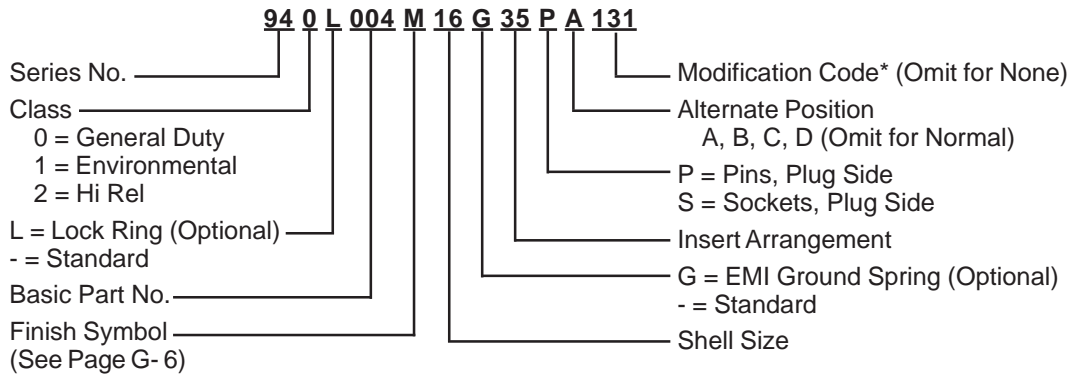 94 0 L 004 M 16 G 35 P A 131
Series No.
Class
0 = General Duty
1 = Environmental
2 = Hi Rel
L = Lock Ring (Optional)
- = Standard
Basic Part No.
Finish Symbol
(See Page G- 6)
Modification Code* (Omit for None)
Alternate Position
A, B, C, D (Omit for Normal)
P = Pins, Plug Side
S = Sockets, Plug Side
Insert Arrangement
G = EMI Ground Spring (Optional)
- = Standard
Shell Size